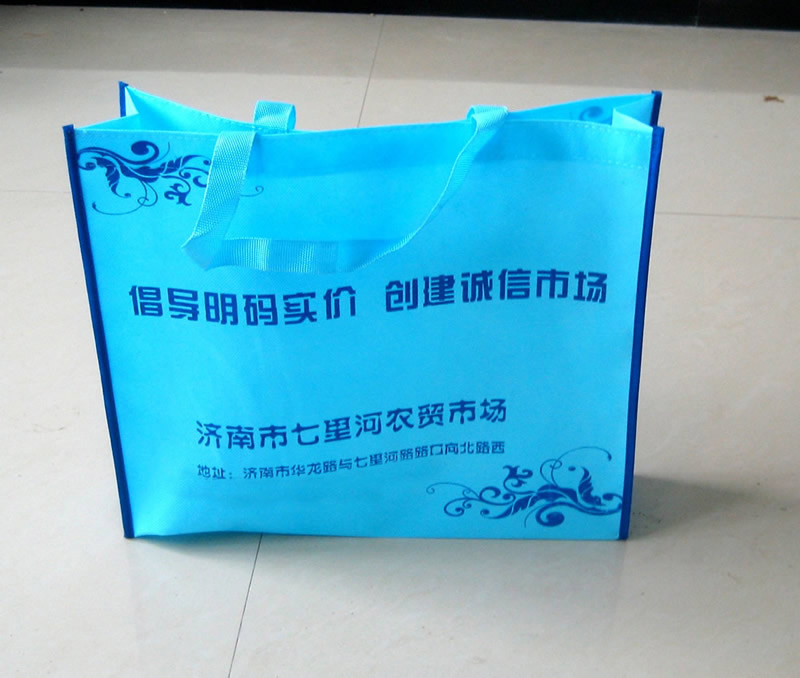 倡导明码实价 创建诚信市场
济南市七里河农贸市场
地址：济南市华龙路与七里河路路口向北路西